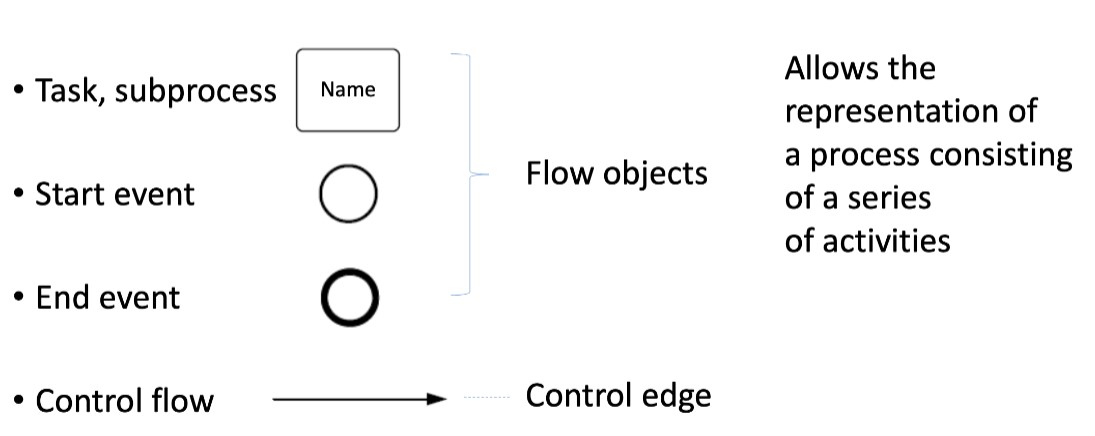 • Task, subprocess
Name
• Start event
• End event
Flow objects
Allows the
representation of
a process consisting
of a series
of activities
• Control flow
Control edge